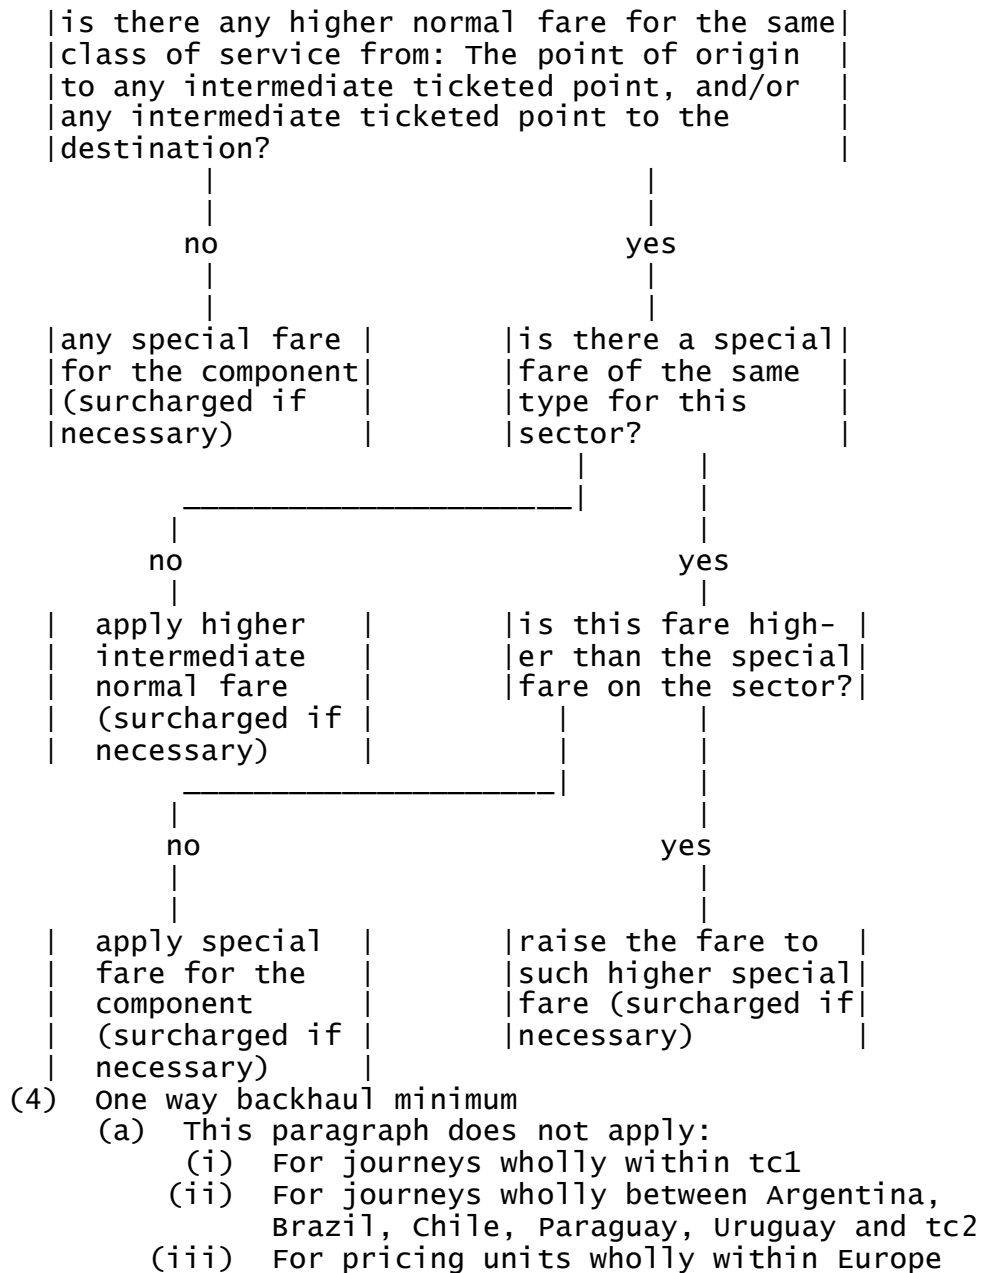 |is there any higher normal fare for the same|
|class of service from: The point of origin |
|to any intermediate ticketed point, and/or |
|any intermediate ticketed point to the |
|destination? |
| |
| |
no yes
| |
| |
|any special fare | |is there a special|
|for the component| |fare of the same |
|(surcharged if | |type for this |
|necessary) | |sector? |
| |
______________________| |
| |
no yes
| |
| apply higher | |is this fare high- |
| intermediate | |er than the special|
| normal fare | |fare on the sector?|
| (surcharged if | | |
| necessary) | | |
_____________________| |
| |
no yes
| |
| |
| apply special | |raise the fare to |
| fare for the | |such higher special|
| component | |fare (surcharged if|
| (surcharged if | |necessary) |
| necessary) |
(4) One way backhaul minimum
(a) This paragraph does not apply:
(i) For journeys wholly within tc1
(ii) For journeys wholly between Argentina,
Brazil, Chile, Paraguay, Uruguay and tc2
(iii) For pricing units wholly within Europe